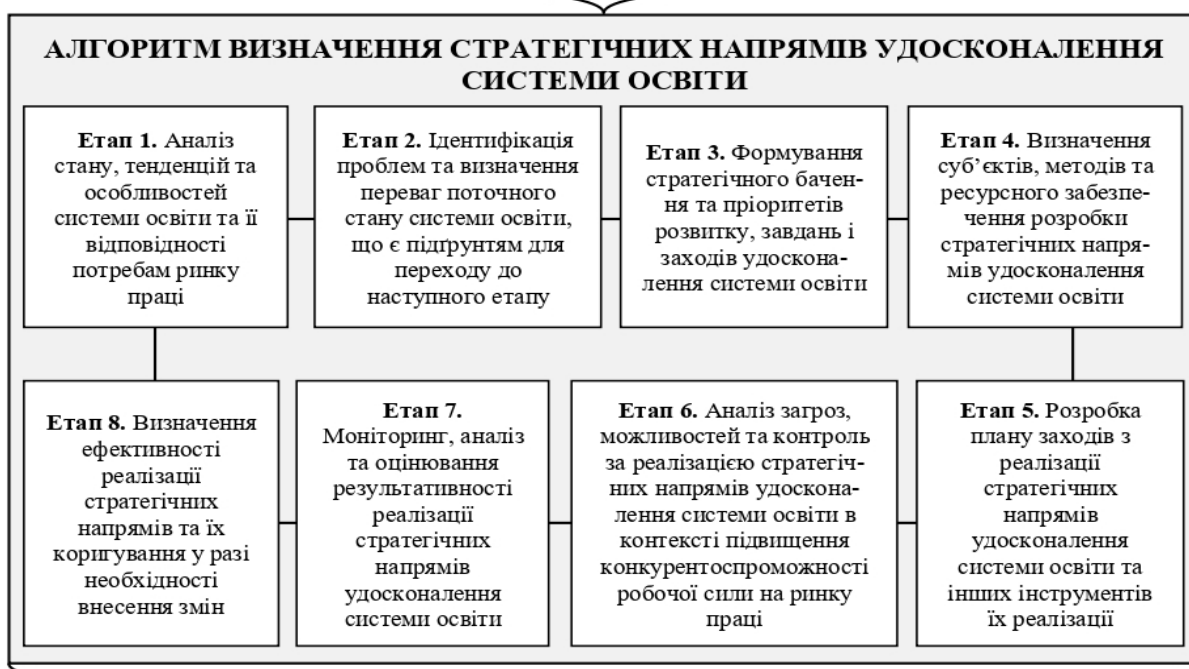 АЛГОРИТМ ВИЗНАЧЕННЯ СТРАТЕГІЧНИХ НАПРЯМІВ УДОСКОНАЛЕННЯ
СИСТЕМИ ОСВІТИ
Етап 1. Аналіз
стану, тенденцій та
особливостей
системи освіти та її
відповідності
потребам ринку
праці
Етап 2. Ідентифікація
проблем та визначення
переваг поточного
стану системи освіти,
що є підґрунтям для
переходу до
наступного етапу
Етап 3. Формування
стратегічного бачен-
ня та пріоритетів
розвитку, завдань і
заходів удоскона-
лення системи освіти
Етап 4. Визначення
суб’єктів, методів та
ресурсного забезпе-
чення розробки
стратегічних напря-
мів удосконалення
системи освіти
Етап 8. Визначення
ефективності
реалізації
стратегічних
напрямів та їх
коригування у разі
необхідності
внесення змін
Етап 7.
Моніторинг, аналіз
та оцінювання
результативності
реалізації
стратегічних
напрямів
удосконалення
системи освіти
Етап 6. Аналіз загроз,
можливостей та контроль
за реалізацією стратегіч-
них напрямів удоскона-
лення системи освіти в
контексті підвищення
конкурентоспроможності
робочої сили на ринку
праці
Етап 5. Розробка
плану заходів з
реалізації
стратегічних
напрямів
удосконалення
системи освіти та
інших інструментів
їх реалізації